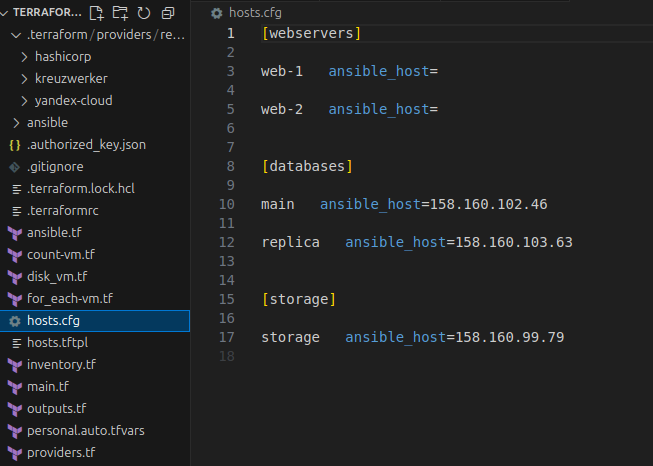 TERRAFOR...
.terraform/providers/re...
hashicorp
kreuzwerker
yandex-cloud
ansible
{} .authorized_key.json
.gitignore
.terraform.lock.hcl
.terraformrc
ansible.tf
count-vm.tf
disk_vm.tf
for_each-vm.tf
hosts.cfg
hosts.tftpl
inventory.tf
main.tf
outputs.tf
personal.auto.tfvars
providers.tf
hosts.cfg
1 [webservers]
2
3 web-1   ansible_host=
4
5 web-2   ansible_host=
6
7
8 [databases]
9
10 main   ansible_host=158.160.102.46
11
12 replica   ansible_host=158.160.103.63
13
14
15 [storage]
16
17 storage   ansible_host=158.160.99.79
18